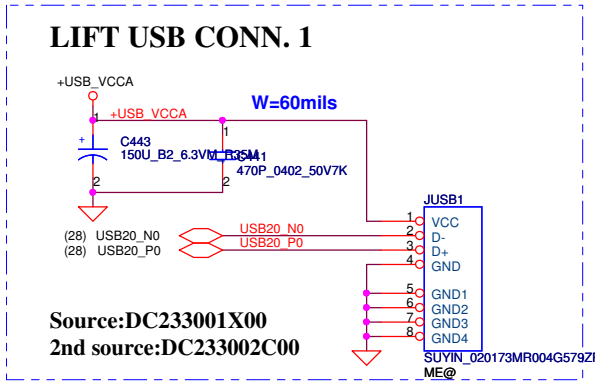 LIFT USB CONN. 1
+USB_VCCA
+USB_VCCA
W=60mils
1
1
+
C443
150U_B2_6.3VM_R35M
C441
470P_0402_50V7K
2
2
JUSB1
(28) USB20_N0
USB20_N0
(28) USB20_P0
USB20_P0
1 VCC
2 D-
3 D+
4 GND
5 GND1
6 GND2
7 GND3
8 GND4
Source:DC233001X00
2nd source:DC233002C00
SUYIN_020173MR004G579ZR
ME@